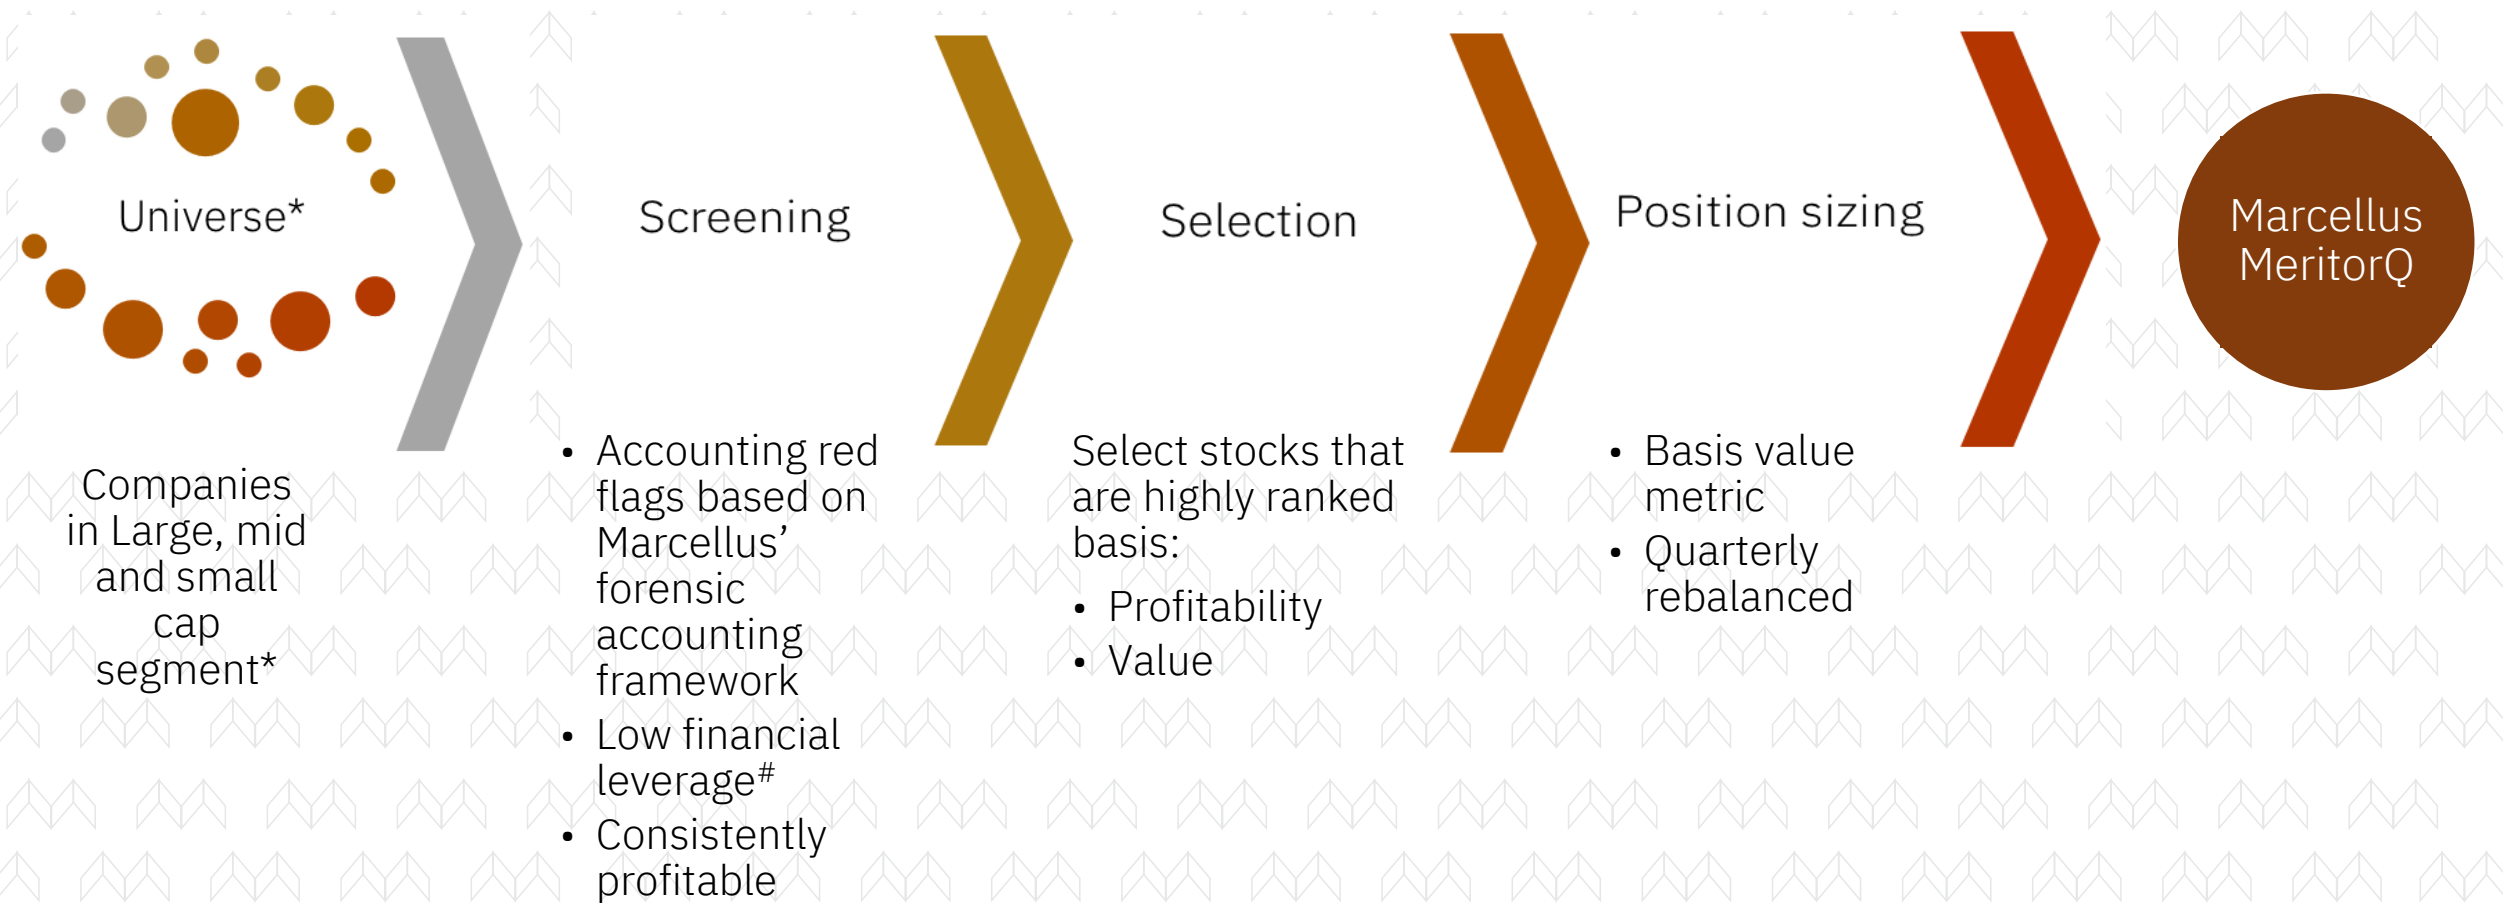 Universe*
Screening
Selection
Position sizing
Marcellus
MeritorQ
Companies
in Large, mid
and small
cap
segment*
• Accounting red
flags based on
Marcellus’
forensic
accounting
framework
• Low financial
leverage#
• Consistently
profitable
Select stocks that
are highly ranked
basis:
• Profitability
• Value
• Basis value
metric
• Quarterly
rebalanced